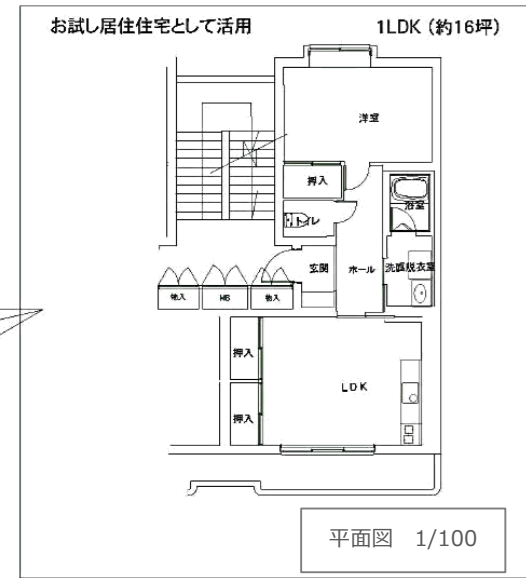 お試し居住住宅として活用
1LDK（約16坪）
洋室
押入
トイレ
浴室
玄関
ホール
洗面脱衣室
物入
MB
物入
押入
LDK
押入
平面図　1/100